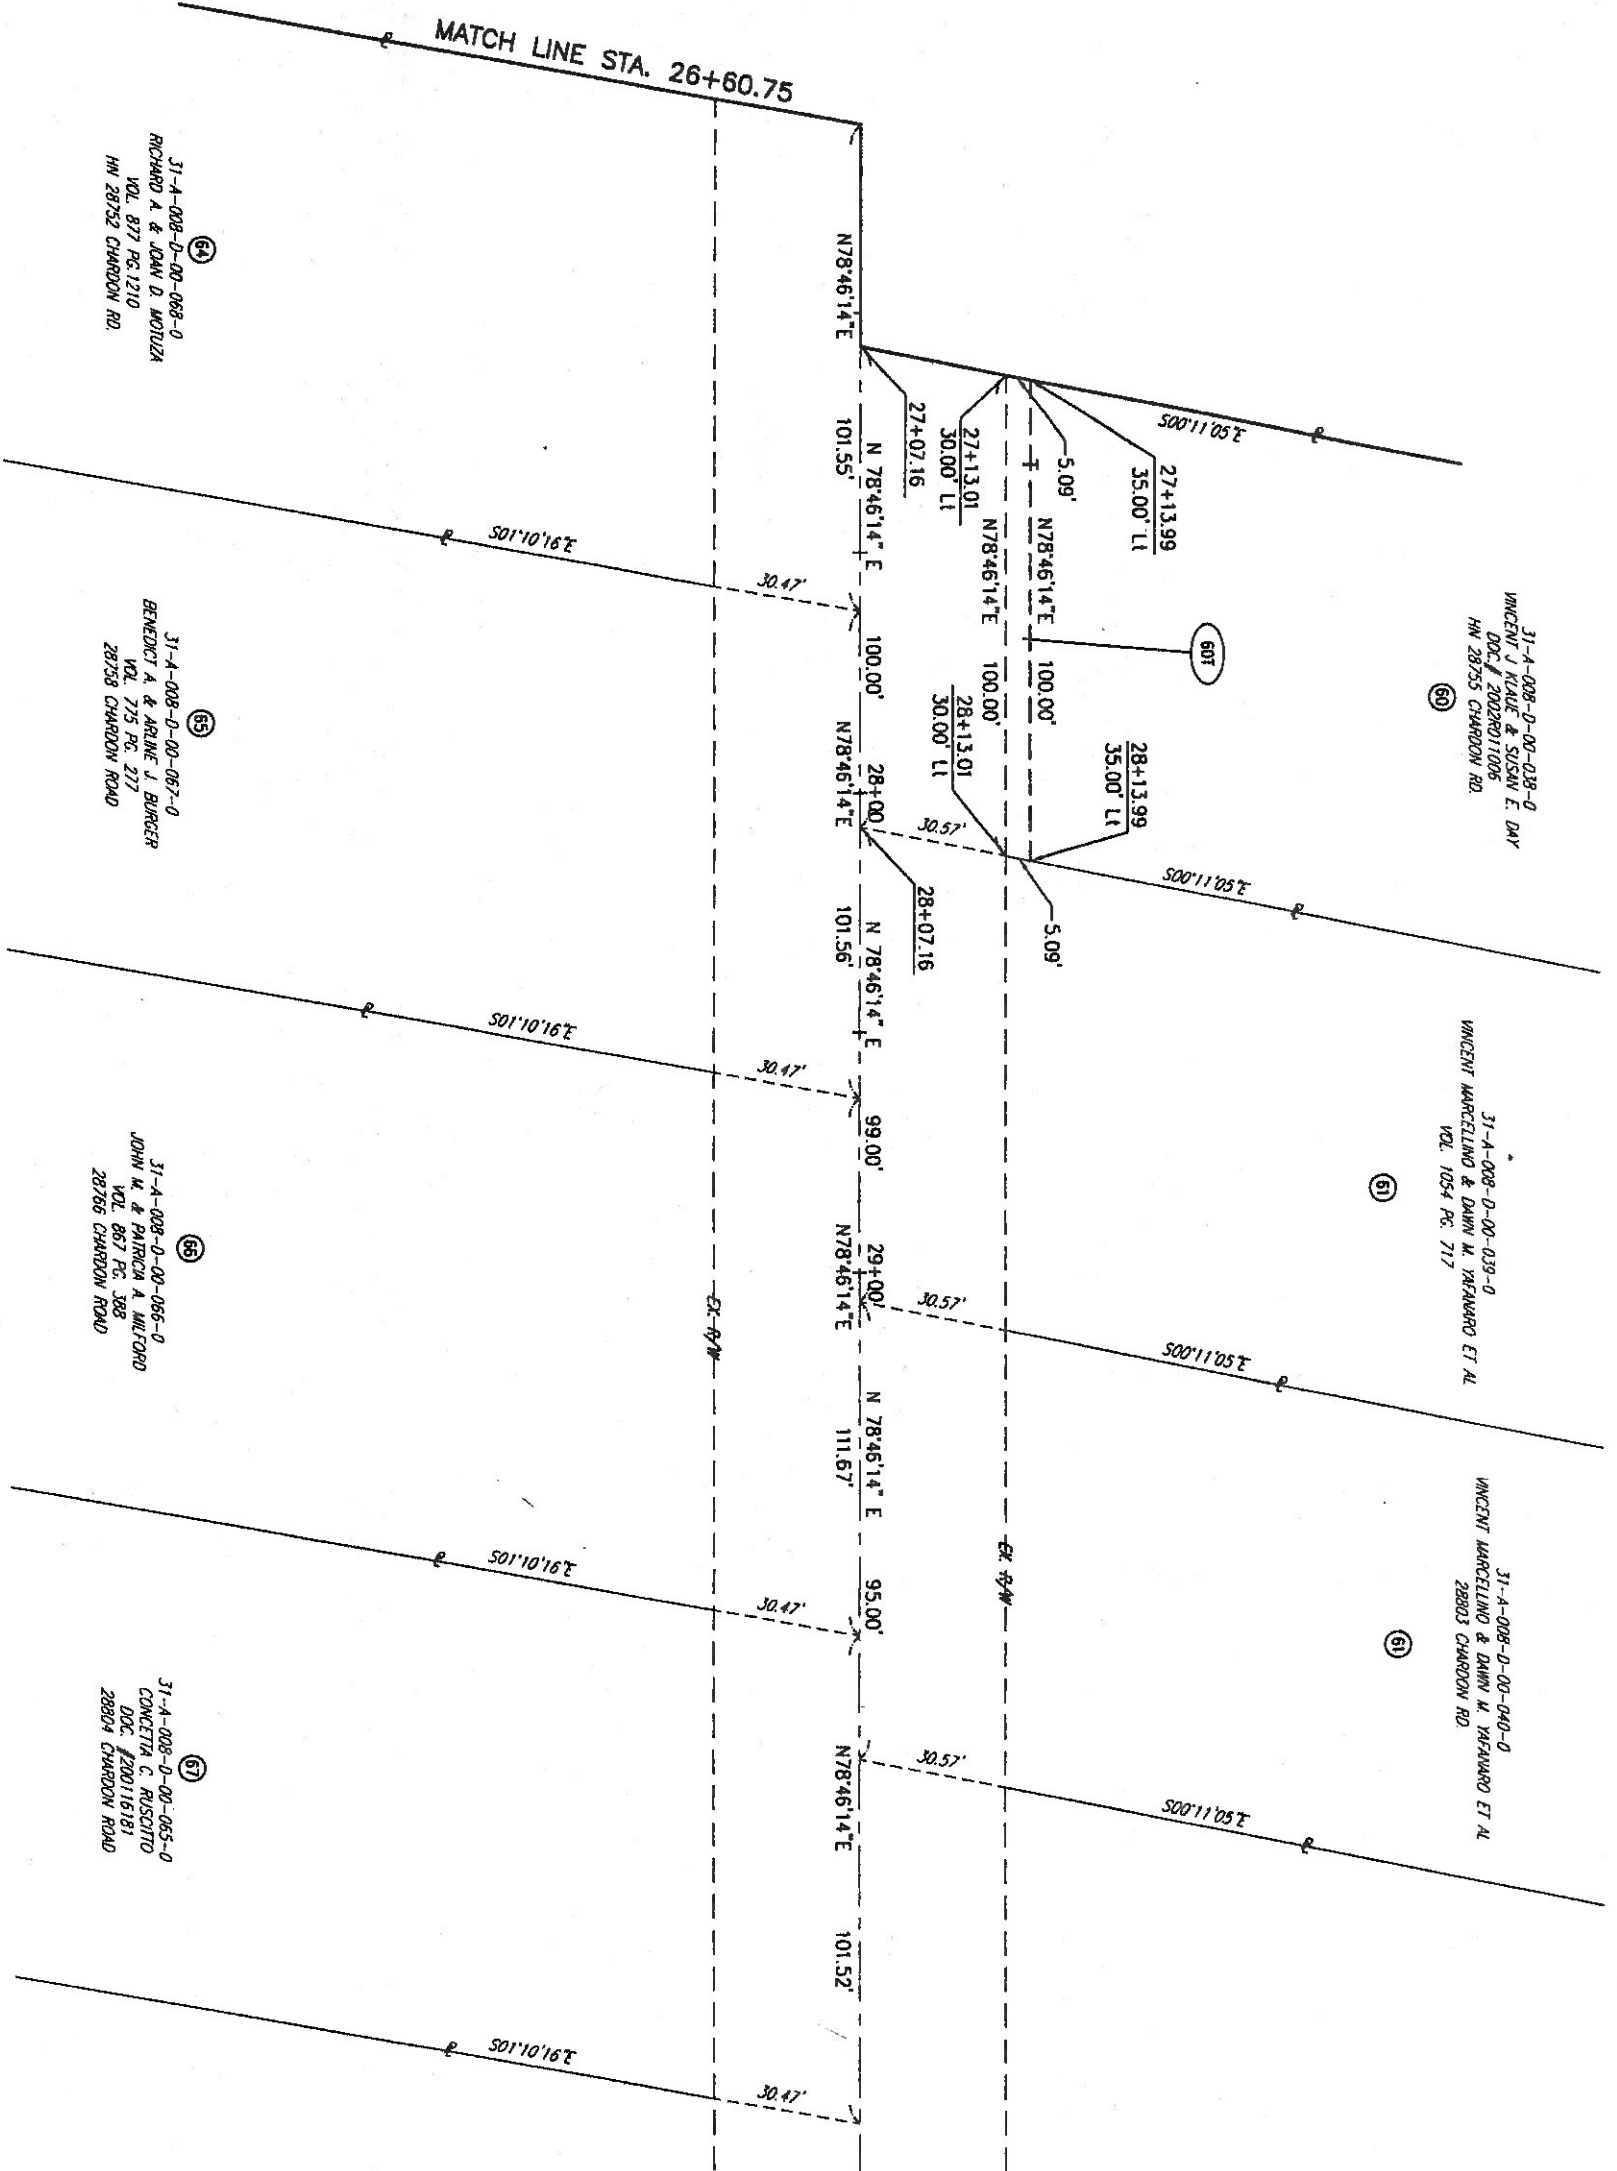 MATCH LINE STA. 26+60.75
31-A-008-D-00-038-0
VINCENT J KLAUE & SUSAN E. DAY
DOC.# 2002R011006
HN 28755 CHARDON RD.
60
31-A-008-D-00-039-0
VINCENT MARCELLINO & DAWN M. YAFANARO ET AL
VOL. 1054 PG. 717
61
31-A-008-D-00-040-0
VINCENT MARCELLINO & DAWN M. YAFANARO ET AL
28803 CHARDON RD.
61
S00°11'05"E
S00°11'05"E
S00°11'05"E
S00°11'05"E
60T
27+13.99
35.00' Lt
28+13.99
35.00' Lt
5.09'
5.09'
N78°46'14"E 100.00'
N78°46'14"E 100.00'
27+13.01
30.00' Lt
28+13.01
30.00' Lt
EX. R/W
27+07.16
28+07.16
30.57'
30.57'
30.57'
N 78°46'14" E
101.55'
100.00'
28+00
N 78°46'14" E
101.56'
99.00'
29+00
N 78°46'14" E
111.67'
95.00'
N78°46'14"E
N78°46'14"E
N78°46'14"E
N78°46'14"E
101.52'
30.47'
30.47'
30.47'
30.47'
EX. R/W
S01°10'16"E
S01°10'16"E
S01°10'16"E
S01°10'16"E
64
31-A-008-D-00-068-0
RICHARD A. & JOAN D. MOTUZA
VOL. 877 PG.1210
HN 28752 CHARDON RD.
65
31-A-008-D-00-067-0
BENEDICT A. & ARLINE J. BURGER
VOL. 775 PG. 277
28758 CHARDON ROAD
66
31-A-008-D-00-066-0
JOHN M. & PATRICIA A. MILFORD
VOL. 867 PG. 388
28766 CHARDON ROAD
67
31-A-008-D-00-065-0
CONCETTA C. RUSCITTO
DOC. #200116181
28804 CHARDON ROAD